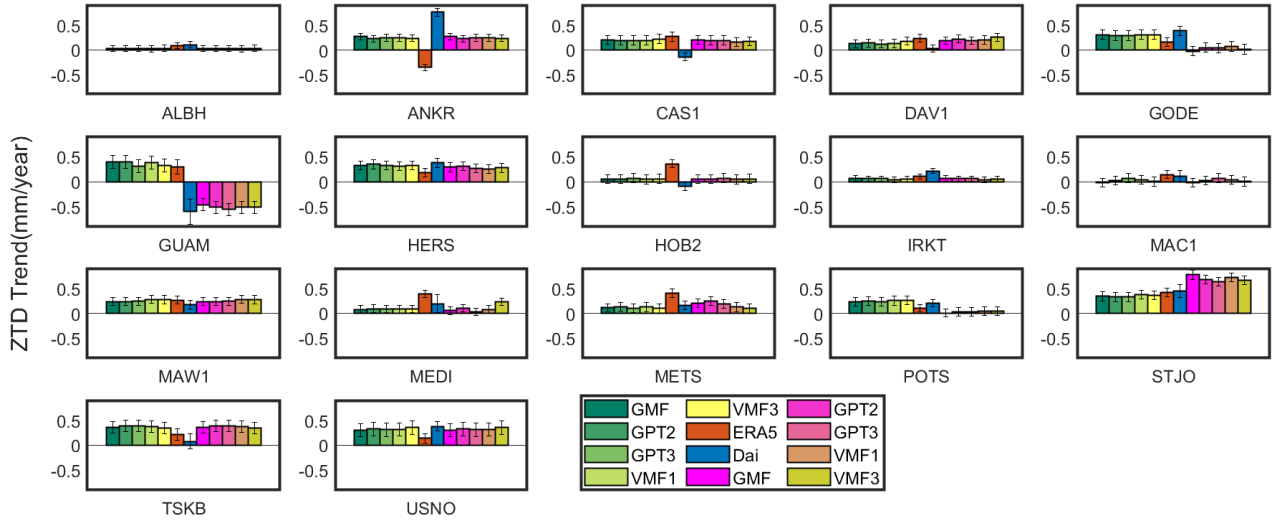 0.5 0.5 0.5 0.5 0.5
0 0 0 0 0
-0.5 -0.5 -0.5 -0.5 -0.5
ALBH ANKR CAS1 DAV1 GODE
0.5 0.5 0.5 0.5 0.5
0 0 0 0 0
-0.5 -0.5 -0.5 -0.5 -0.5
GUAM HERS HOB2 IRKT MAC1
ZTD Trend(mm/year)
0.5 0.5 0.5 0.5 0.5
0 0 0 0 0
-0.5 -0.5 -0.5 -0.5 -0.5
MAW1 MEDI METS POTS STJO
0.5 0.5
0 0
-0.5 -0.5
TSKB USNO
GMF VMF3 GPT2
GPT2 ERA5 GPT3
GPT3 Dai VMF1
VMF1 GMF VMF3